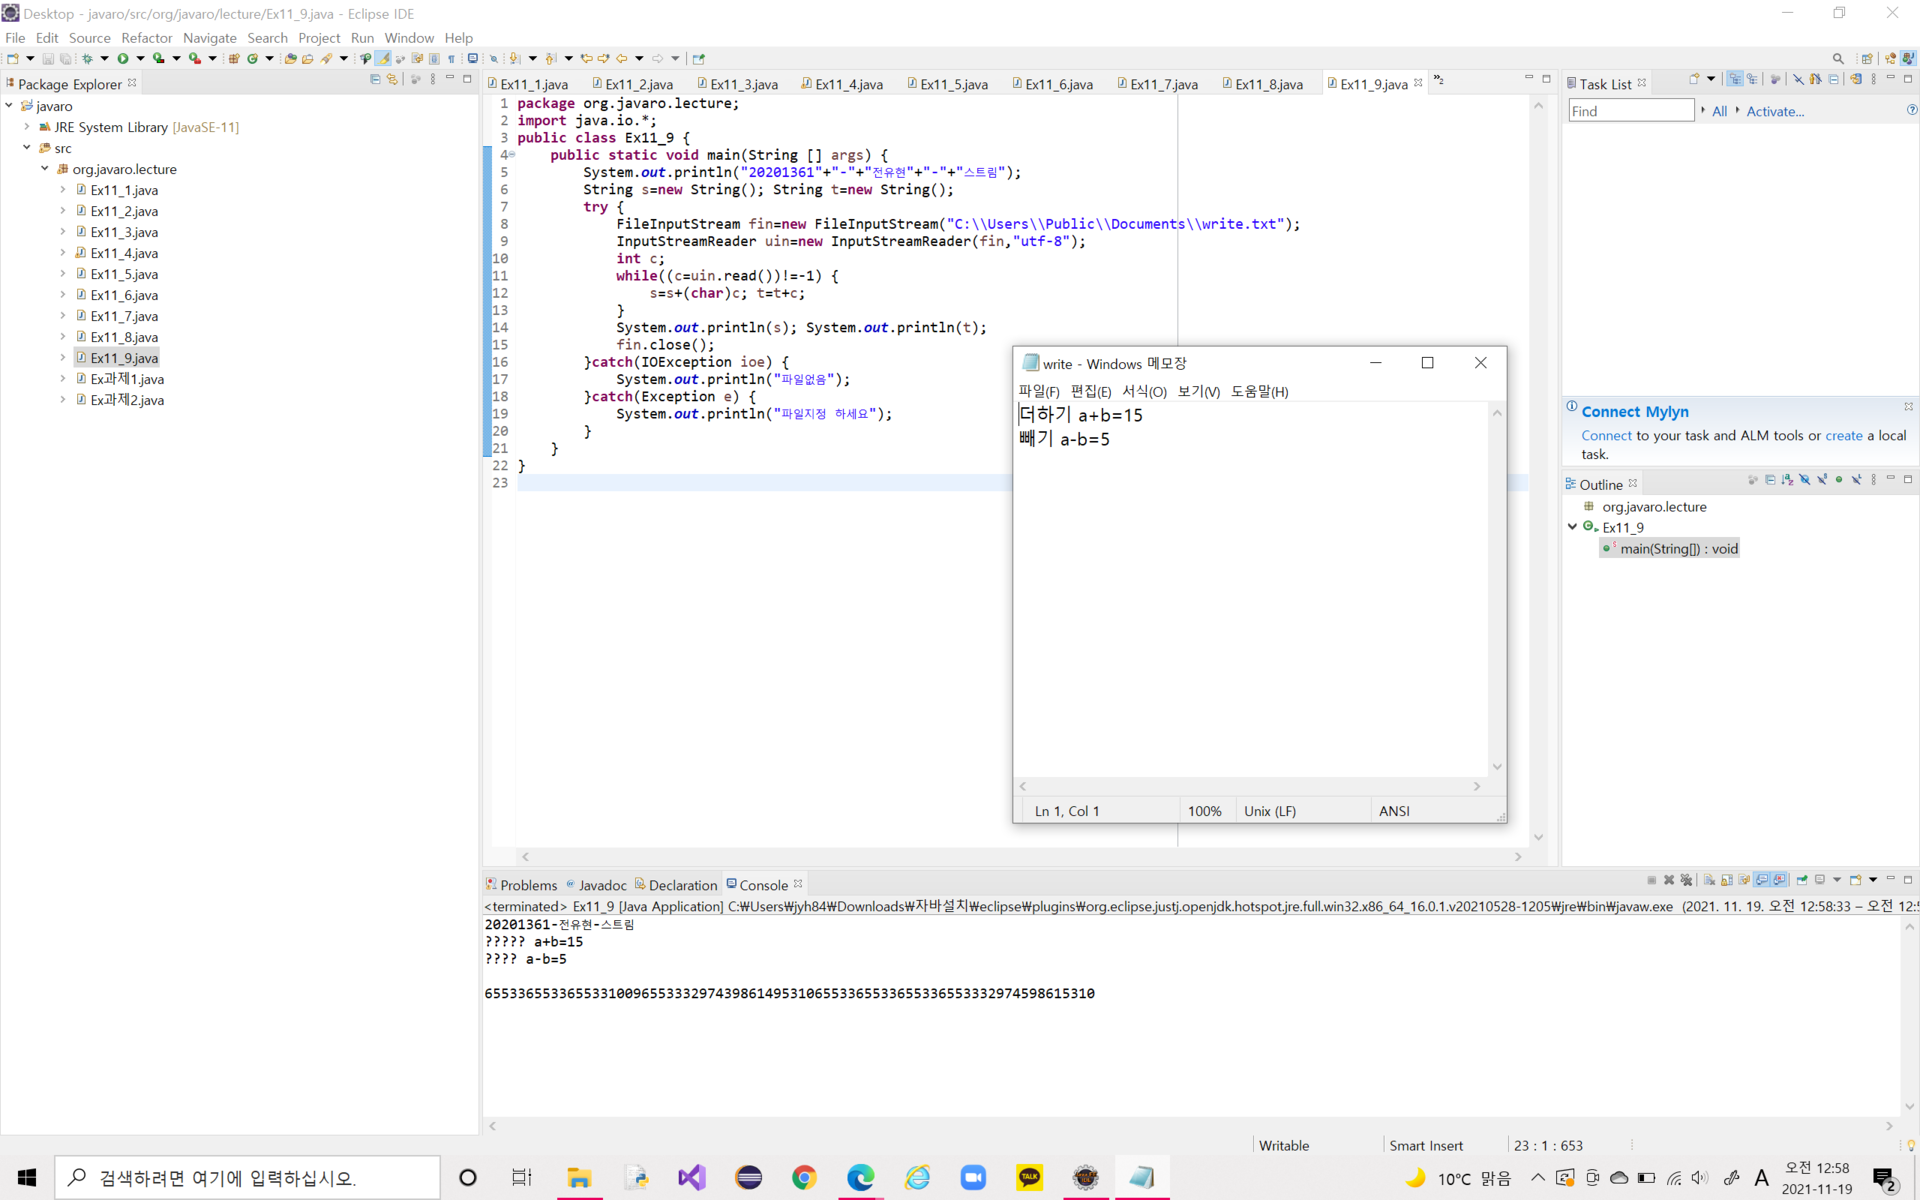 Desktop - javaro/src/org/javaro/lecture/Ex11_9.java - Eclipse IDE
File Edit Source Refactor Navigate Search Project Run Window Help
Package Explorer
javaro
JRE System Library [JavaSE-11]
src
org.javaro.lecture
Ex11_1.java
Ex11_2.java
Ex11_3.java
Ex11_4.java
Ex11_5.java
Ex11_6.java
Ex11_7.java
Ex11_8.java
Ex11_9.java
Ex과제1.java
Ex과제2.java
Ex11_1.java Ex11_2.java Ex11_3.java Ex11_4.java Ex11_5.java Ex11_6.java Ex11_7.java Ex11_8.java Ex11_9.java »2
1 package org.javaro.lecture;
2 import java.io.*;
3 public class Ex11_9 {
4 public static void main(String [] args) {
5 System.out.println("20201361"+"-"+"전유현"+"-"+"스트림");
6 String s=new String(); String t=new String();
7 try {
8 FileInputStream fin=new FileInputStream("C:\\Users\\Public\\Documents\\write.txt");
9 InputStreamReader uin=new InputStreamReader(fin,"utf-8");
10 int c;
11 while((c=uin.read())!=-1) {
12 s=s+(char)c; t=t+c;
13 }
14 System.out.println(s); System.out.println(t);
15 fin.close();
16 }catch(IOException ioe) {
17 System.out.println("파일없음");
18 }catch(Exception e) {
19 System.out.println("파일지정 하세요");
20 }
21 }
22 }
23
write - Windows 메모장
파일(F) 편집(E) 서식(O) 보기(V) 도움말(H)
더하기 a+b=15
빼기 a-b=5
Ln 1, Col 1 100% Unix (LF) ANSI
Task List
Find All Activate...
Connect Mylyn
Connect to your task and ALM tools or create a local
task.
Outline
org.javaro.lecture
Ex11_9
main(String[]) : void
Problems Javadoc Declaration Console
<terminated> Ex11_9 [Java Application] C:₩Users₩jyh84₩Downloads₩자바설치₩eclipse₩plugins₩org.eclipse.justj.openjdk.hotspot.jre.full.win32.x86_64_16.0.1.v20210528-1205₩jre₩bin₩javaw.exe (2021. 11. 19. 오전 12:58:33 – 오전 12:5
20201361-전유현-스트림
????? a+b=15
???? a-b=5
6553365533655331009655333297439861495310655336553365533655333297459861​5310
Writable Smart Insert 23 : 1 : 653
검색하려면 여기에 입력하십시오.
TALK
10°C 맑음
A
오전 12:58
2021-11-19
2